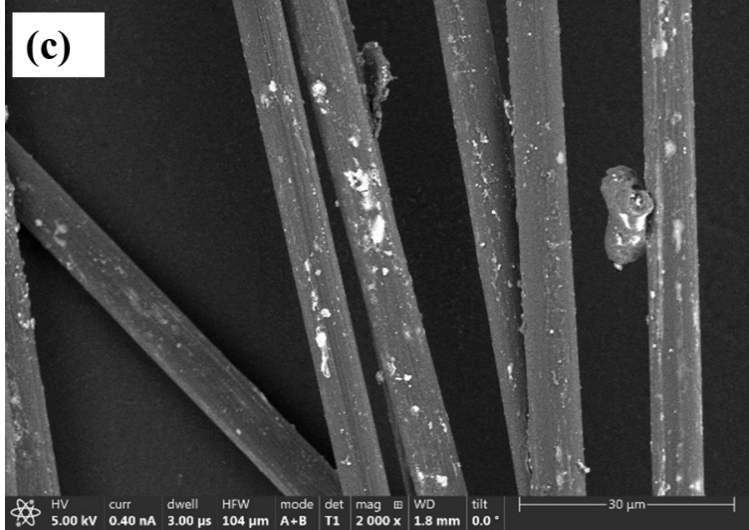 (c)
HV curr dwell HFW mode det mag WD tilt
5.00 kV 0.40 nA 3.00 µs 104 µm A+B T1 2 000 x 1.8 mm 0.0 ° 30 µm